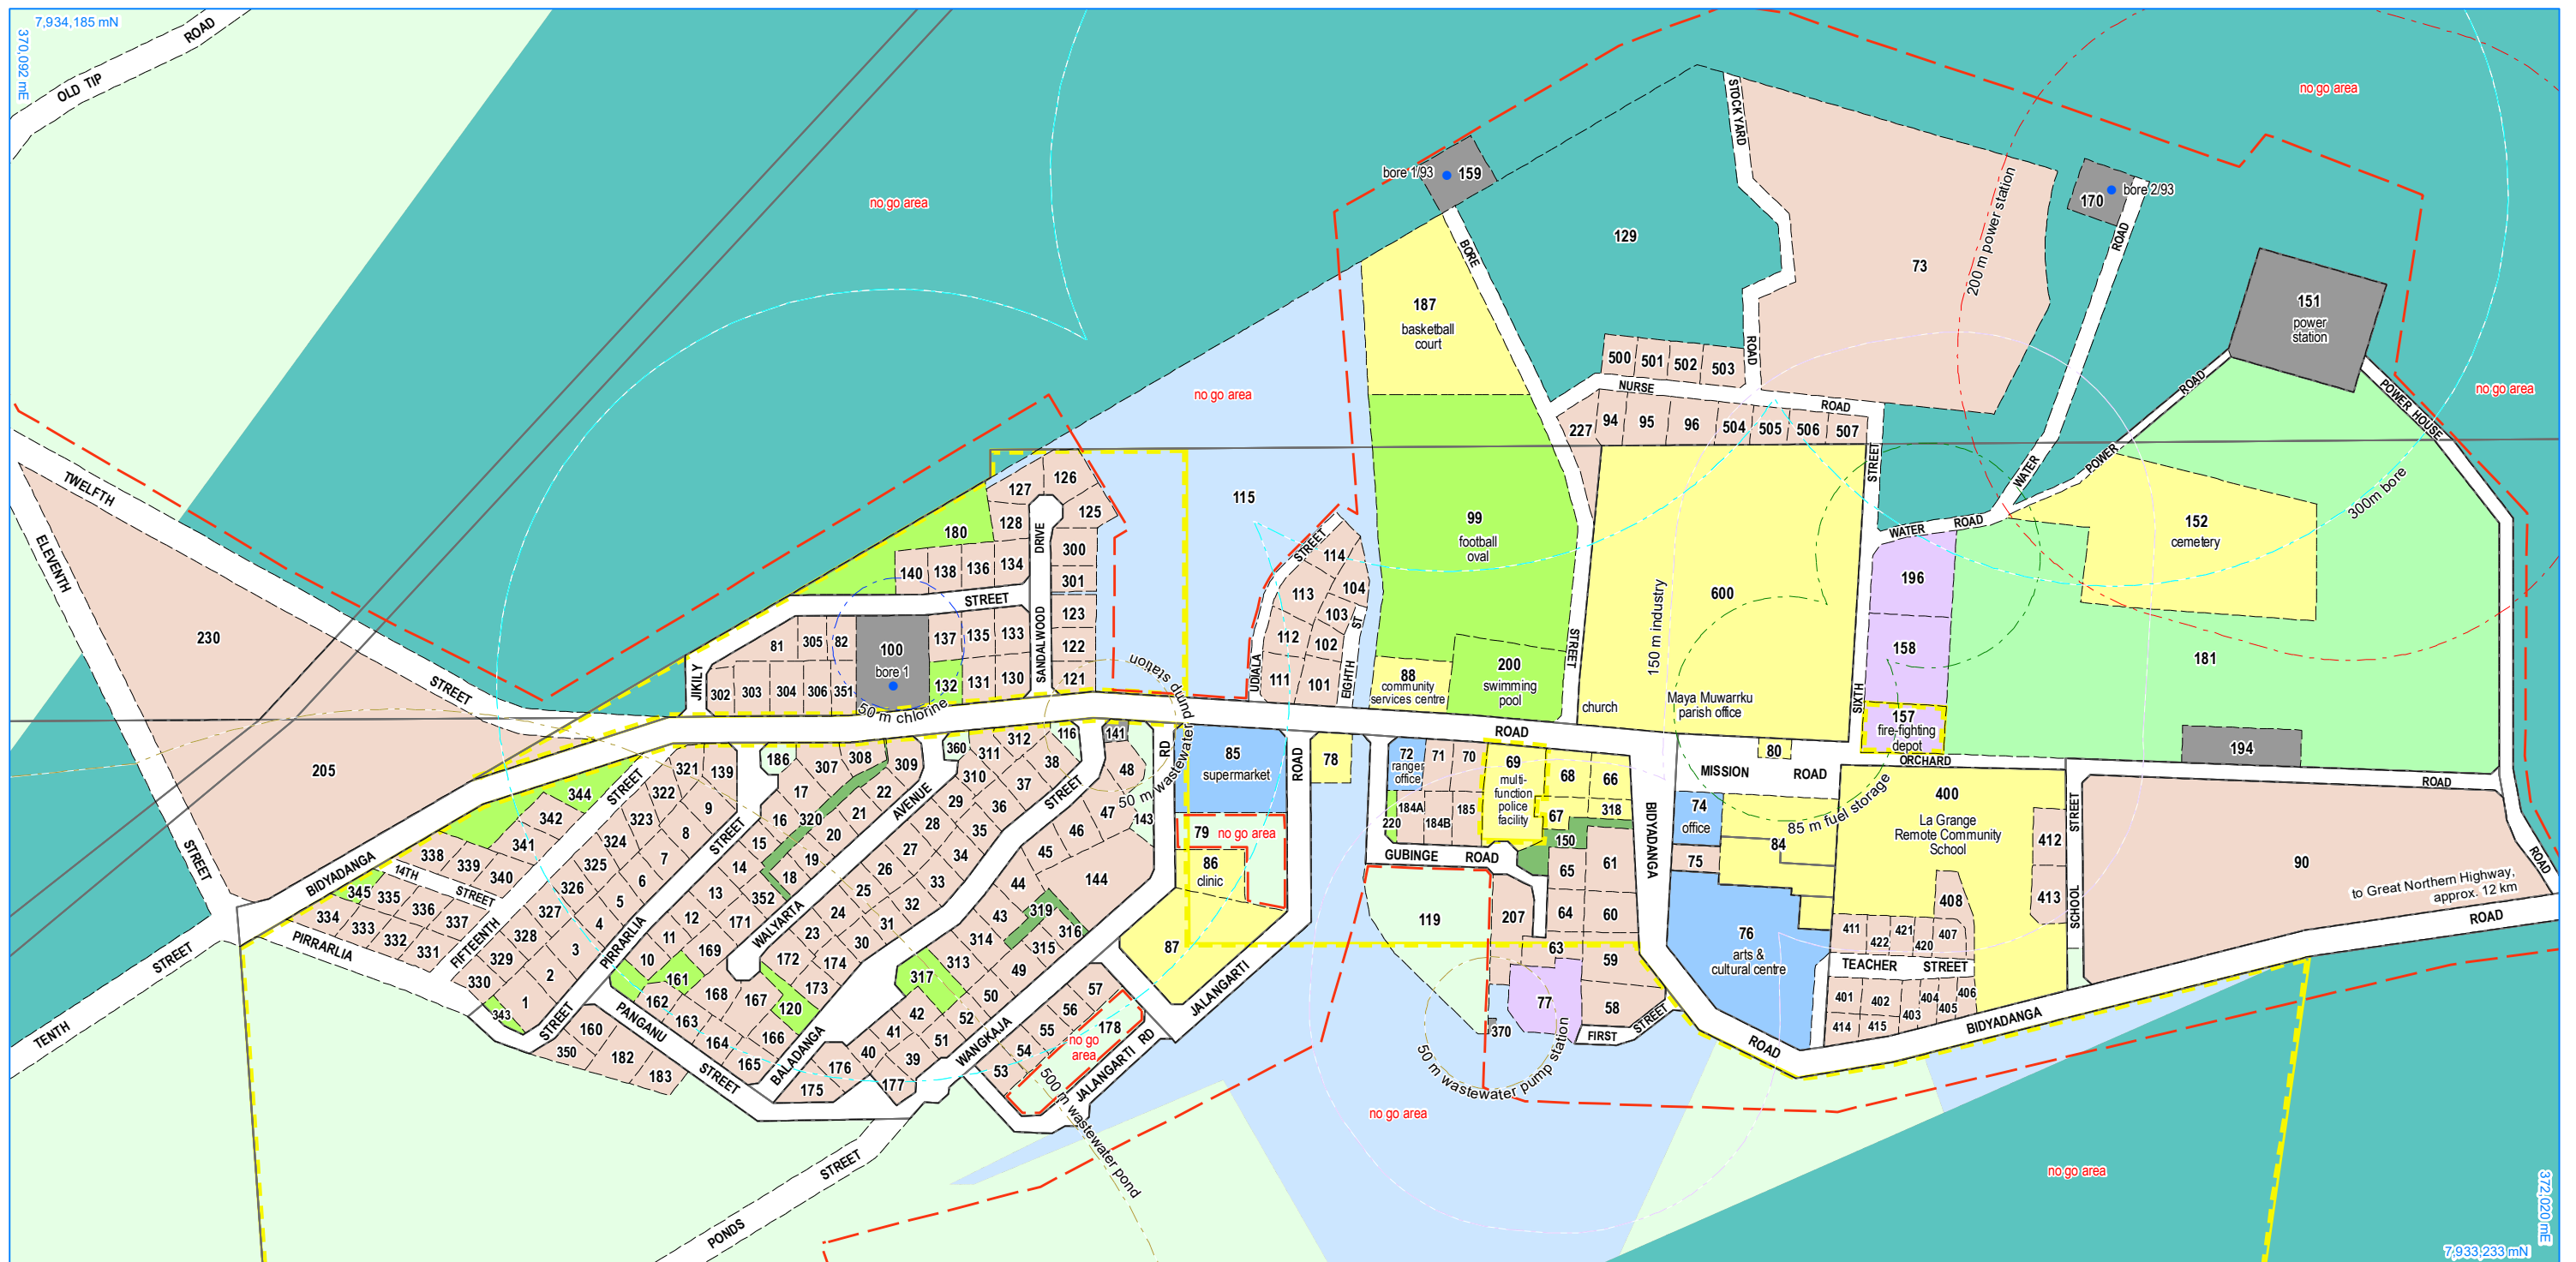 7,934,185 mN
370,092 mE
OLD TIP ROAD
no go area
no go area
no go area
no go area
bore 1/93
159
STOCKYARD ROAD
129
73
200 m power station
170
bore 2/93
WATER ROAD
151
power
station
POWER ROAD
POWER HOUSE ROAD
187
basketball
court
BORE STREET
500 501 502 503
NURSE ROAD
227 94 95 96 504 505 506 507
115
99
football
oval
600
150 m industry
SIXTH STREET
WATER ROAD
152
cemetery
300m bore
196
158
181
157
fire-fighting
depot
194
TWELFTH STREET
ELEVENTH STREET
230
205
180
127 126
128 125
140 138 136 134
300
301
SANDALWOOD DRIVE
JIKILY STREET
81 305 82
100
bore 1
137 135 133
123
122
121
302 303 304 306 351
132 131 130
50 m chlorine
50 m wastewater pump station
UDIALA STREET
114
113 104
103
112 102
111 101
EIGHTH ST
88
community
services centre
200
swimming
pool
church
Maya Muwarrku
parish office
80
BIDYADANGA ROAD
MISSION ROAD
ORCHARD ROAD
321 139 186 307 308 309 360 311 312 116 141
344 322 17 22 310 38 48
342 323 9 320 21 29 37 47
341 324 8 16 20 28 36 46 143
338 339 340 325 7 15 19 27 35 45
14TH STREET
345 335 336 337
326 6 14 18 26 34 144
334 333 332 331
327 5 13 352 25 33 44
328 4 12 171 24 32 43 319
329 3 11 169 23 31 314 316
330 2 10 172 174 30 313 315
343 1 161 168 167 173 317 49
162 163 120 42 50
160 164 166 41 52
350 182 165 176 40 39 51
183 175 177
FIFTEENTH STREET
PIRRARLIA STREET
PIRRARLIA
WALYARTA AVENUE
PANGANU STREET
BALADANGA STREET
WANGKAJA
TENTH STREET
PONDS STREET
57
56
55
54
53
178
no go
area
JALANGARTI RD
JALANGARTI ROAD
RD
500 m wastewater pond
85
supermarket
79
no go area
86
clinic
87
78
72
ranger
office
71 70
69
multi-
function
police
facility
68 66
67 318
184A 184B 185
220
150
GUBINGE ROAD
65 61
64 60
119
207
63
59
77
58
370
FIRST STREET
50 m wastewater pump station
no go area
BIDYADANGA ROAD
74
office
75
84
85 m fuel storage
76
arts &
cultural centre
400
La Grange
Remote Community
School
412
413
SCHOOL STREET
408
411 422 421 420 407
TEACHER STREET
401 402 404 406
403 405
414 415
BIDYADANGA ROAD
90
to Great Northern Highway,
approx. 12 km
no go area
372,020 mE
7,933,233 mN